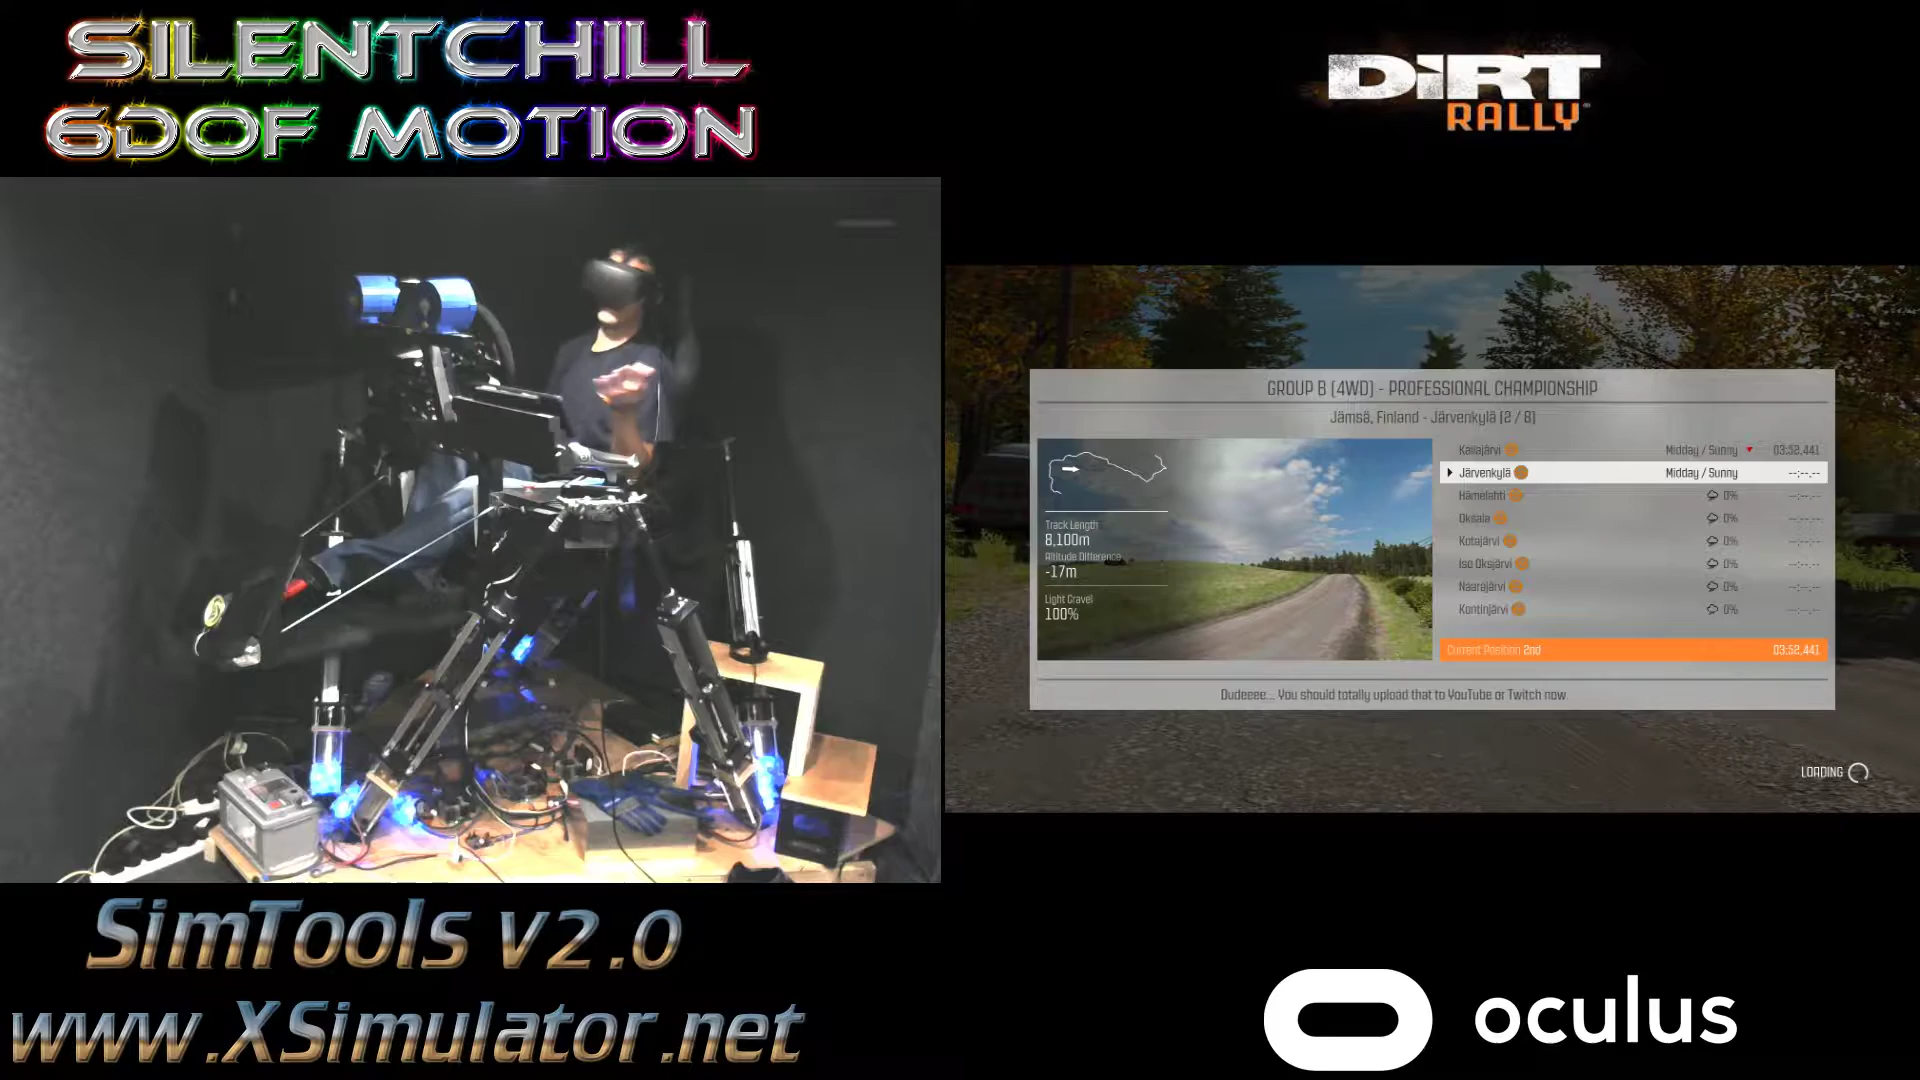 SILENTCHILL
6DOF MOTION
DiRT
RALLY
GROUP B (4WD) - PROFESSIONAL CHAMPIONSHIP
Jämsä, Finland - Järvenkylä (2 / 8)
Track Length
8,100m
Altitude Difference
-17m
Light Gravel
100%
Kailajärvi Midday / Sunny 03:52.441
Järvenkylä Midday / Sunny --:--.--
Hämelahti 0% --:--.--
Oksala 0% --:--.--
Kotajärvi 0% --:--.--
Iso Oksjärvi 0% --:--.--
Naarajärvi 0% --:--.--
Kontinjärvi 0% --:--.--
Current Position 2nd 03:52.441
Dudeeee... You should totally upload that to YouTube or Twitch now.
LOADING
SimTools v2.0
www.XSimulator.net
oculus